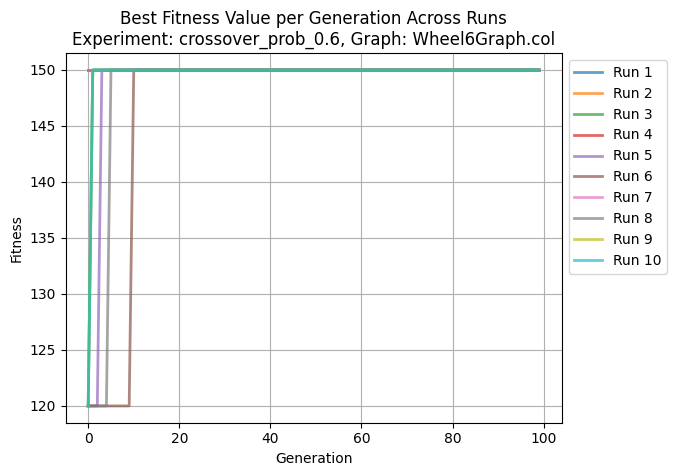 Best Fitness Value per Generation Across Runs
Experiment: crossover_prob_0.6, Graph: Wheel6Graph.col
150
145
140
135
130
125
120
Fitness
0
20
40
60
80
100
Generation
Run 1
Run 2
Run 3
Run 4
Run 5
Run 6
Run 7
Run 8
Run 9
Run 10